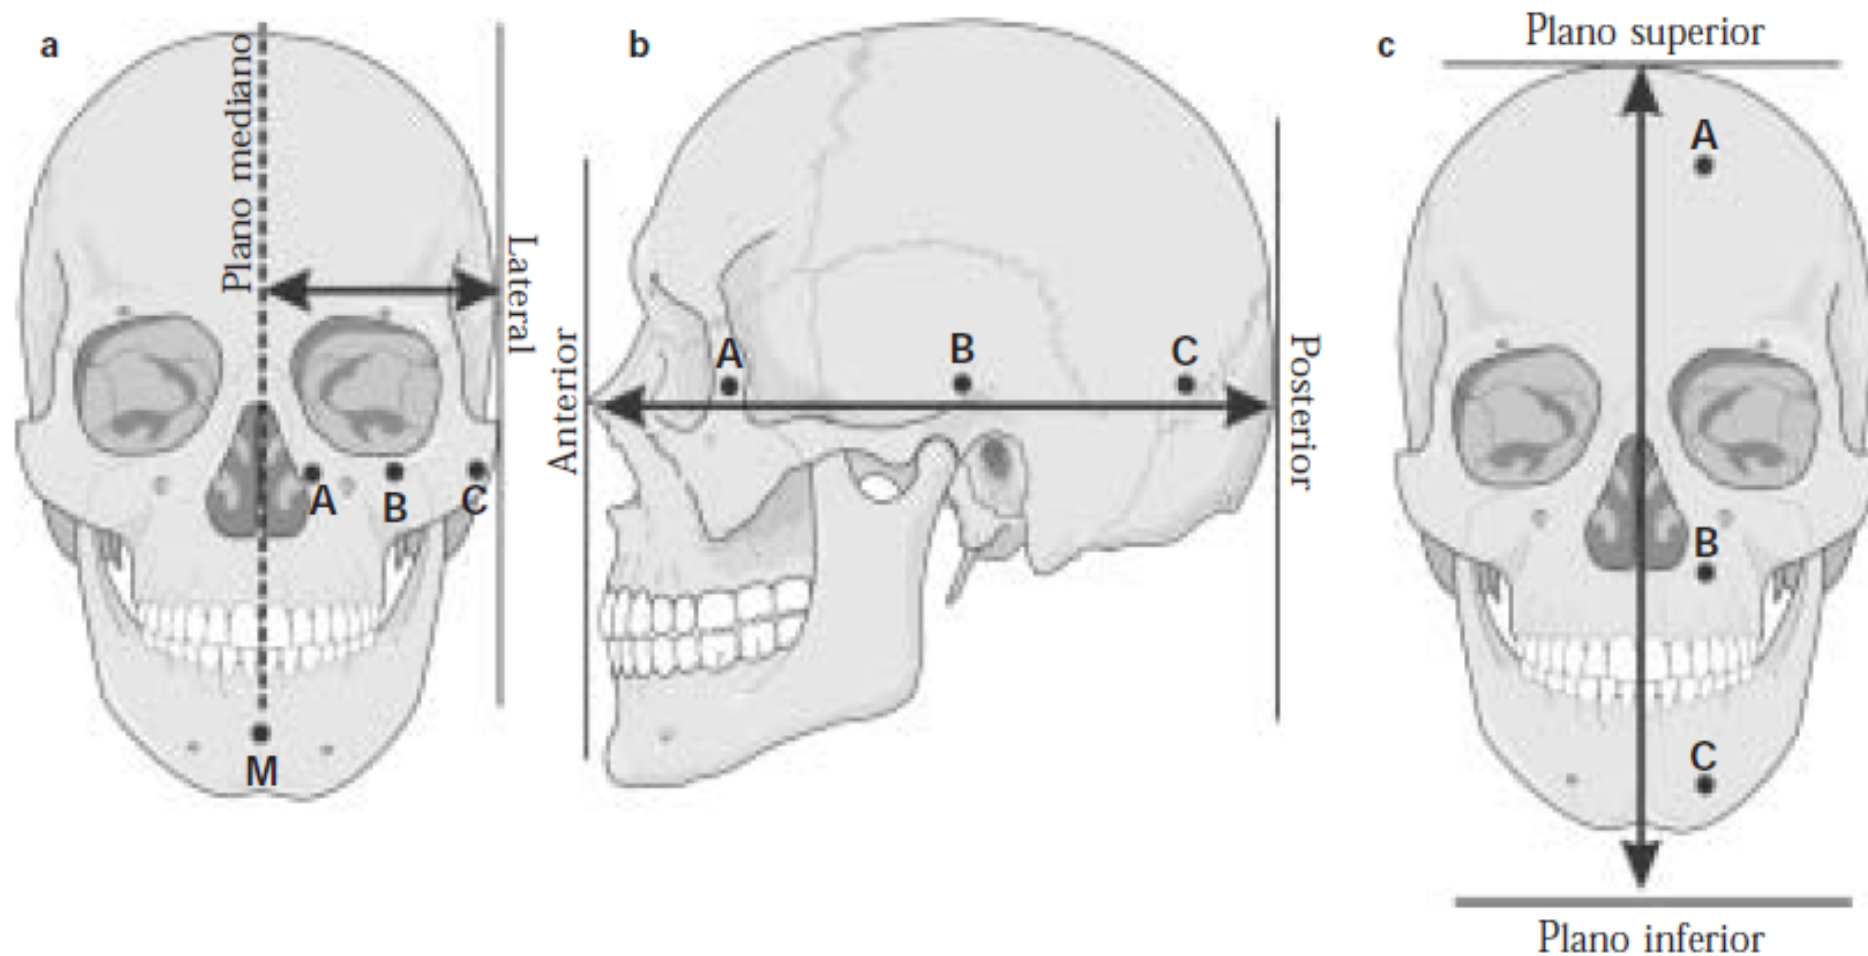 a
Plano mediano
Lateral
A
B
C
M
b
Anterior
A
B
C
Posterior
c
Plano superior
A
B
C
Plano inferior